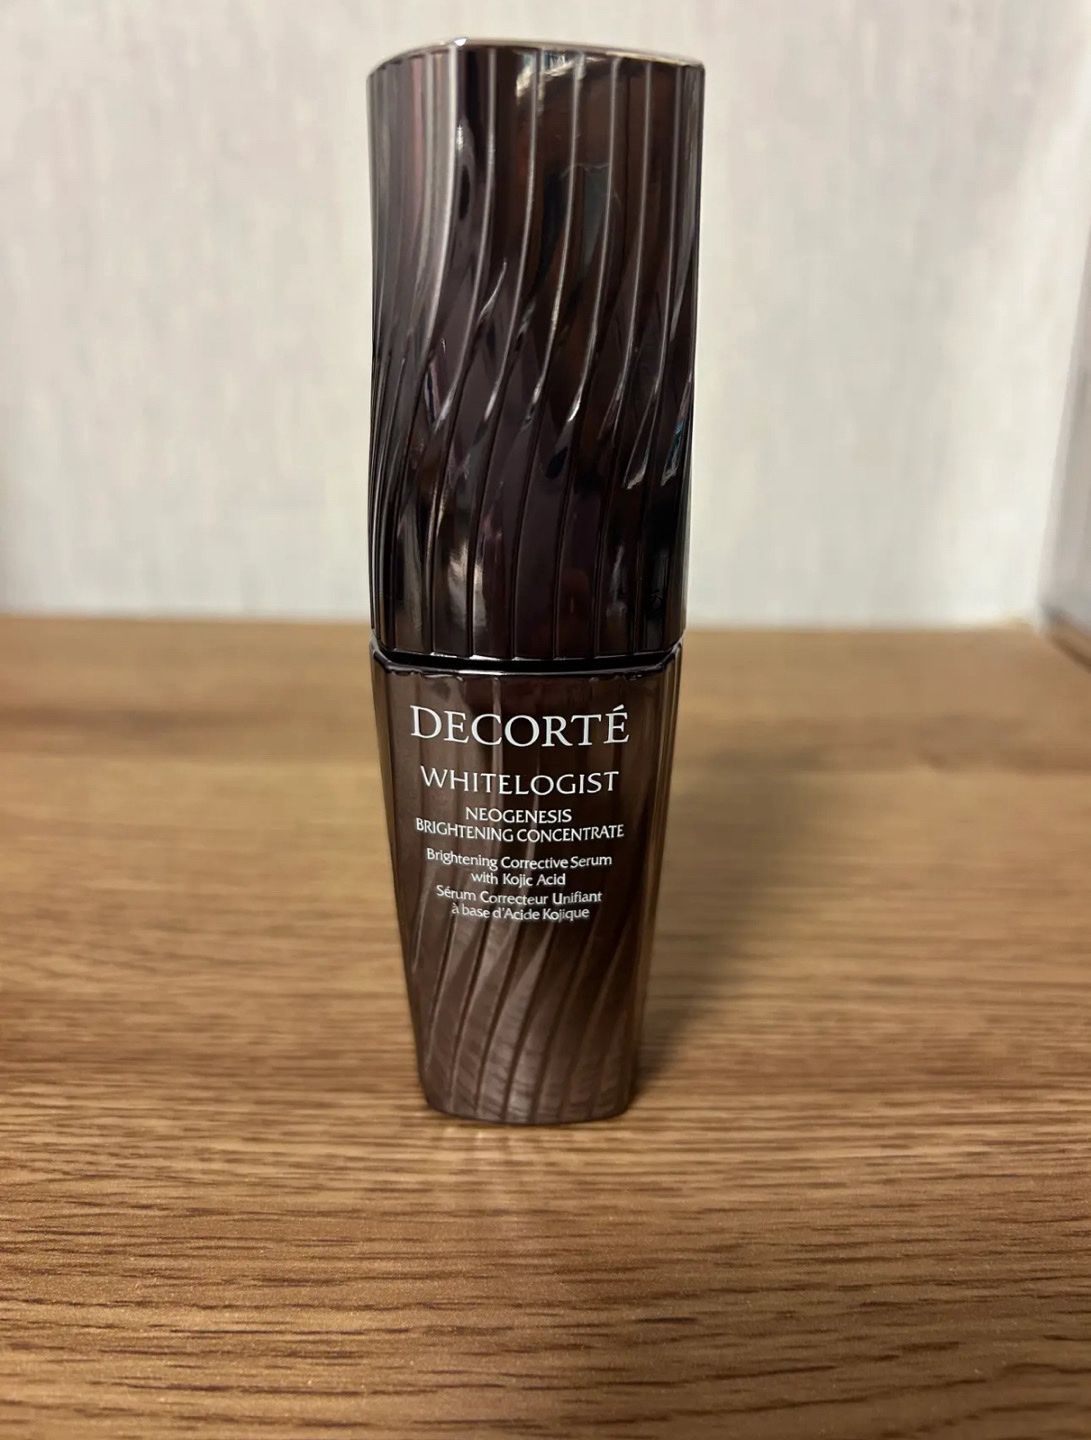 DECORTÉ
WHITELOGIST
NEOGENESIS
BRIGHTENING CONCENTRATE
Brightening Corrective Serum
with Kojic Acid
Sérum Correcteur Unifiant
à base d'Acide Kojique